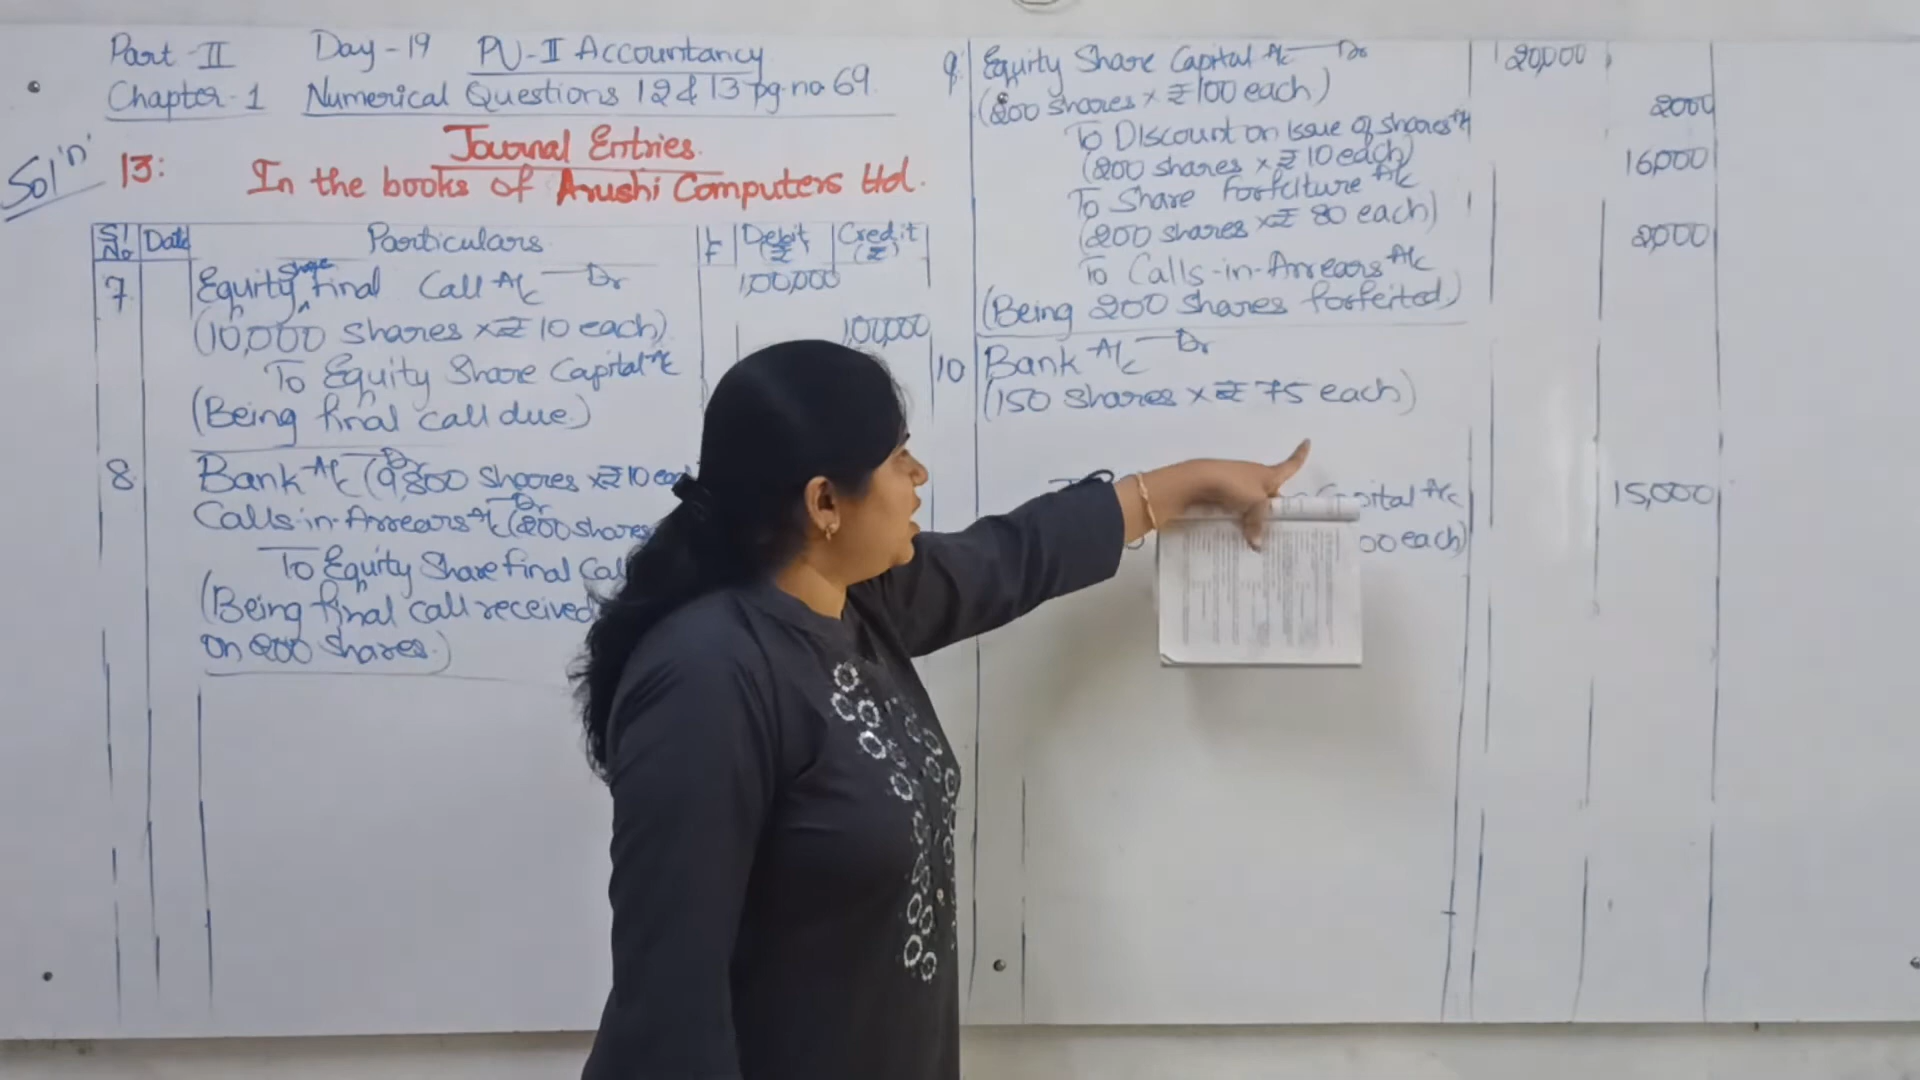 Part-II Day-19 PU-II Accountancy
Chapter-1 Numerical Questions 12 & 13 pg.no 69.
Sol'n' 13: Journal Entries.
In the books of Arushi Computers Ltd.
Sl No Date Particulars LF Debit (₹) Credit (₹)
7 Equity share final Call A/c Dr 1,00,000
(10,000 shares × ₹ 10 each) 1,00,000
To Equity Share Capital A/c
(Being final call due.)
8 Bank A/c Dr (9,800 shares × ₹ 10
Calls-in-Arrears A/c Dr (200 shares
To Equity Share final
(Being final call received
on 200 shares.)
9 Equity Share Capital A/c Dr 20,000
(200 shares × ₹ 100 each)
2000
To Discount on issue of shares A/c
(200 shares × ₹ 10 each)
16,000
To Share forfeiture A/c
(200 shares × ₹ 80 each)
2,000
To Calls-in-Arrears A/c
(Being 200 shares forfeited)
10 Bank A/c Dr
(150 shares × ₹ 75 each)
A/c 15,000
each)